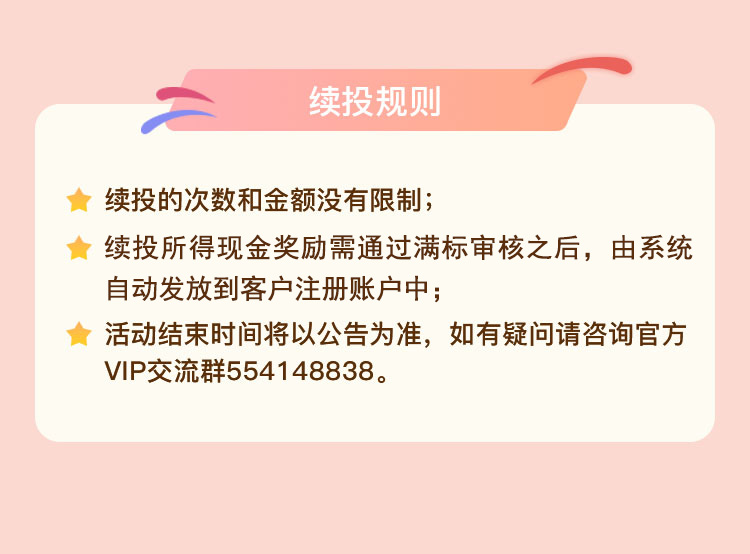 续投规则
续投的次数和金额没有限制；
续投所得现金奖励需通过满标审核之后，由系统
自动发放到客户注册账户中；
活动结束时间将以公告为准，如有疑问请咨询官方
VIP交流群554148838。